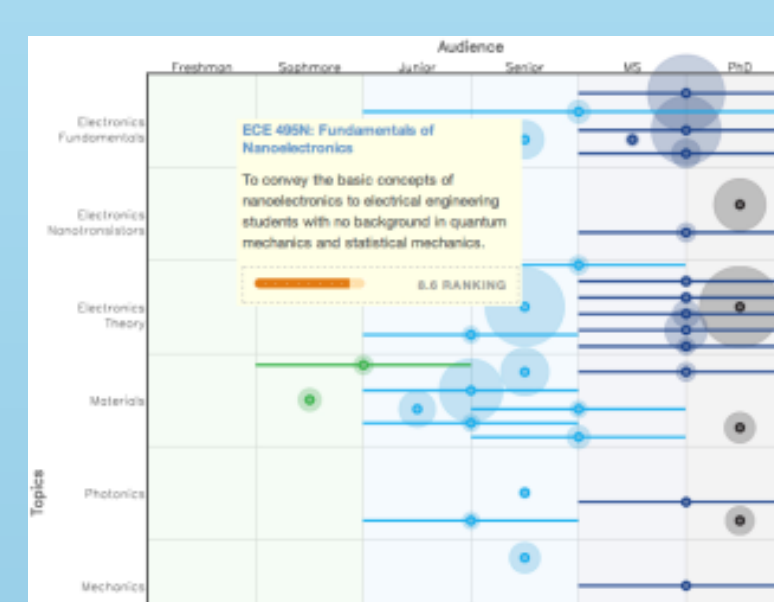 Audience
Freshman Sophmore Junior Senior MS PhD
Electronics
Fundamentals
ECE 495N: Fundamentals of
Nanoelectronics
To convey the basic concepts of
nanoelectronics to electrical engineering
students with no background in quantum
mechanics and statistical mechanics.
8.6 RANKING
Electronics
Nanotransistors
Electronics
Theory
Materials
Topics
Photonics
Mechanics